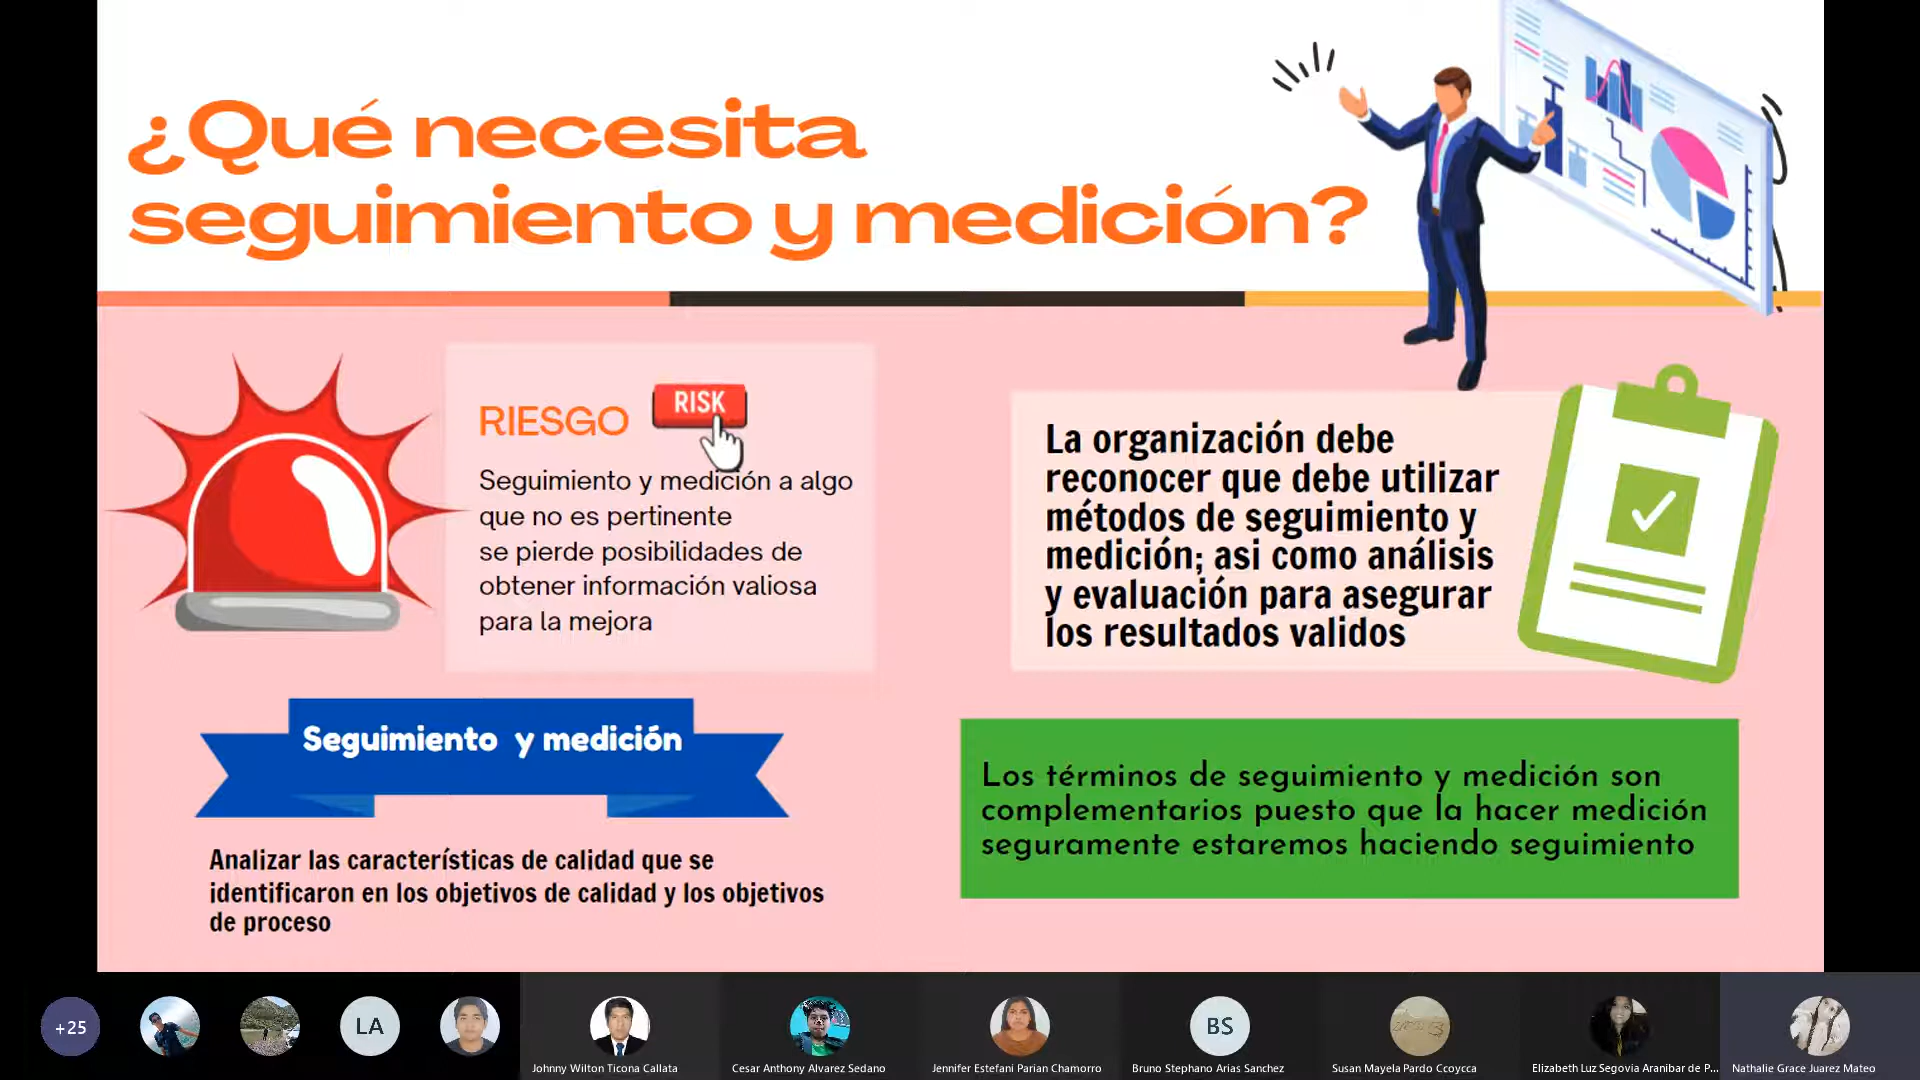 ¿Qué necesita
seguimiento y medición?
RIESGO
RISK
Seguimiento y medición a algo
que no es pertinente
se pierde posibilidades de
obtener información valiosa
para la mejora
La organización debe
reconocer que debe utilizar
métodos de seguimiento y
medición; asi como análisis
y evaluación para asegurar
los resultados validos
Seguimiento y medición
Analizar las características de calidad que se
identificaron en los objetivos de calidad y los objetivos
de proceso
Los términos de seguimiento y medición son
complementarios puesto que la hacer medición
seguramente estaremos haciendo seguimiento
+25
LA
BS
Johnny Wilton Ticona Callata
Cesar Anthony Alvarez Sedano
Jennifer Estefani Parian Chamorro
Bruno Stephano Arias Sanchez
Susan Mayela Pardo Ccoycca
Elizabeth Luz Segovia Aranibar de P...
Nathalie Grace Juarez Mateo